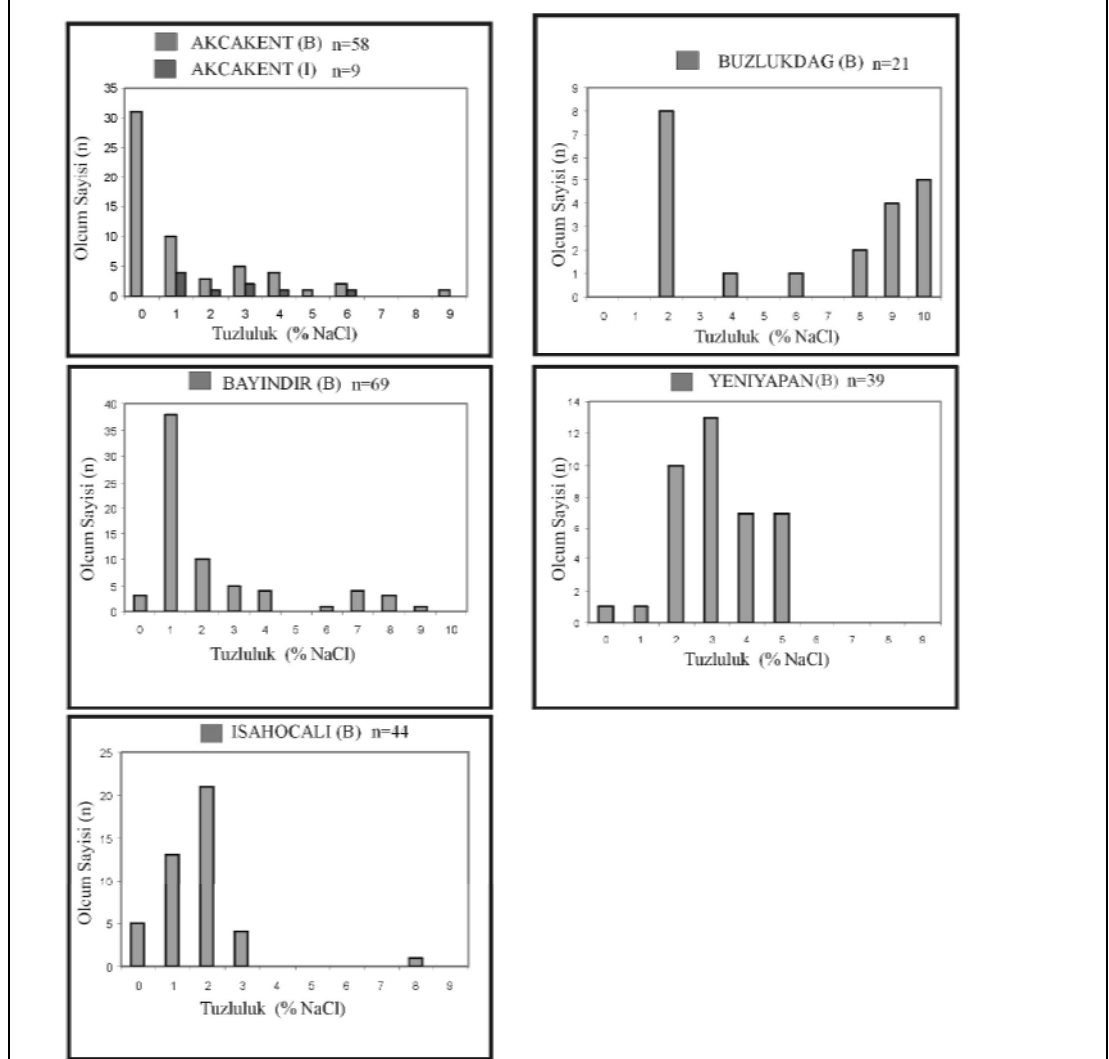 AKCAKENT (B) n=58
AKCAKENT (I) n=9
35
30
25
20
15
10
5
0
Olcum Sayisi (n)
0 1 2 3 4 5 6 7 8 9
Tuzluluk (% NaCl)
BUZLUKDAG (B) n=21
9
8
7
6
5
4
3
2
1
0
Olcum Sayisi (n)
0 1 2 3 4 5 6 7 8 9 10
Tuzluluk (% NaCl)
BAYINDIR (B) n=69
40
35
30
25
20
15
10
5
0
Olcum Sayisi (n)
0 1 2 3 4 5 6 7 8 9 10
Tuzluluk (% NaCl)
YENIYAPAN(B) n=39
14
12
10
8
6
4
2
0
Olcum Sayisi (n)
0 1 2 3 4 5 6 7 8 9
Tuzluluk (% NaCl)
ISAHOCALI (B) n=44
25
20
15
10
5
0
Olcum Sayisi (n)
0 1 2 3 4 5 6 7 8 9
Tuzluluk (% NaCl)